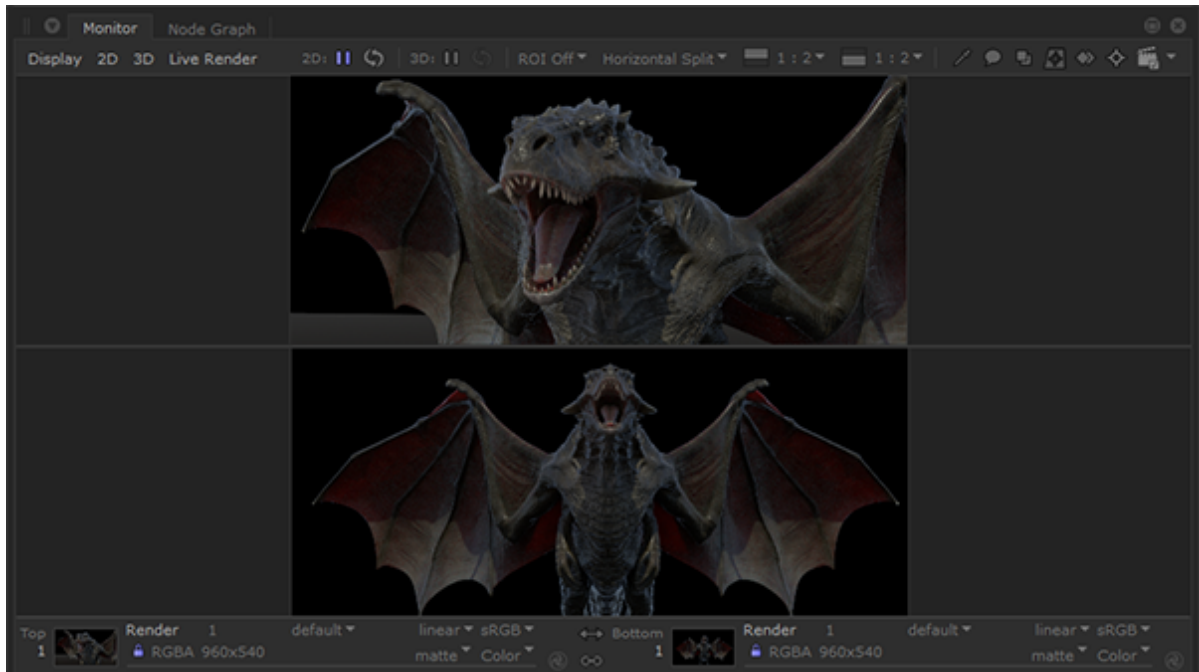 Monitor Node Graph
Display 2D 3D Live Render 2D: 3D: ROI Off Horizontal Split 1 : 2 1 : 2
Top Render 1 default linear sRGB Bottom Render 1 default linear sRGB
1 RGBA 960x540 matte Color 1 RGBA 960x540 matte Color